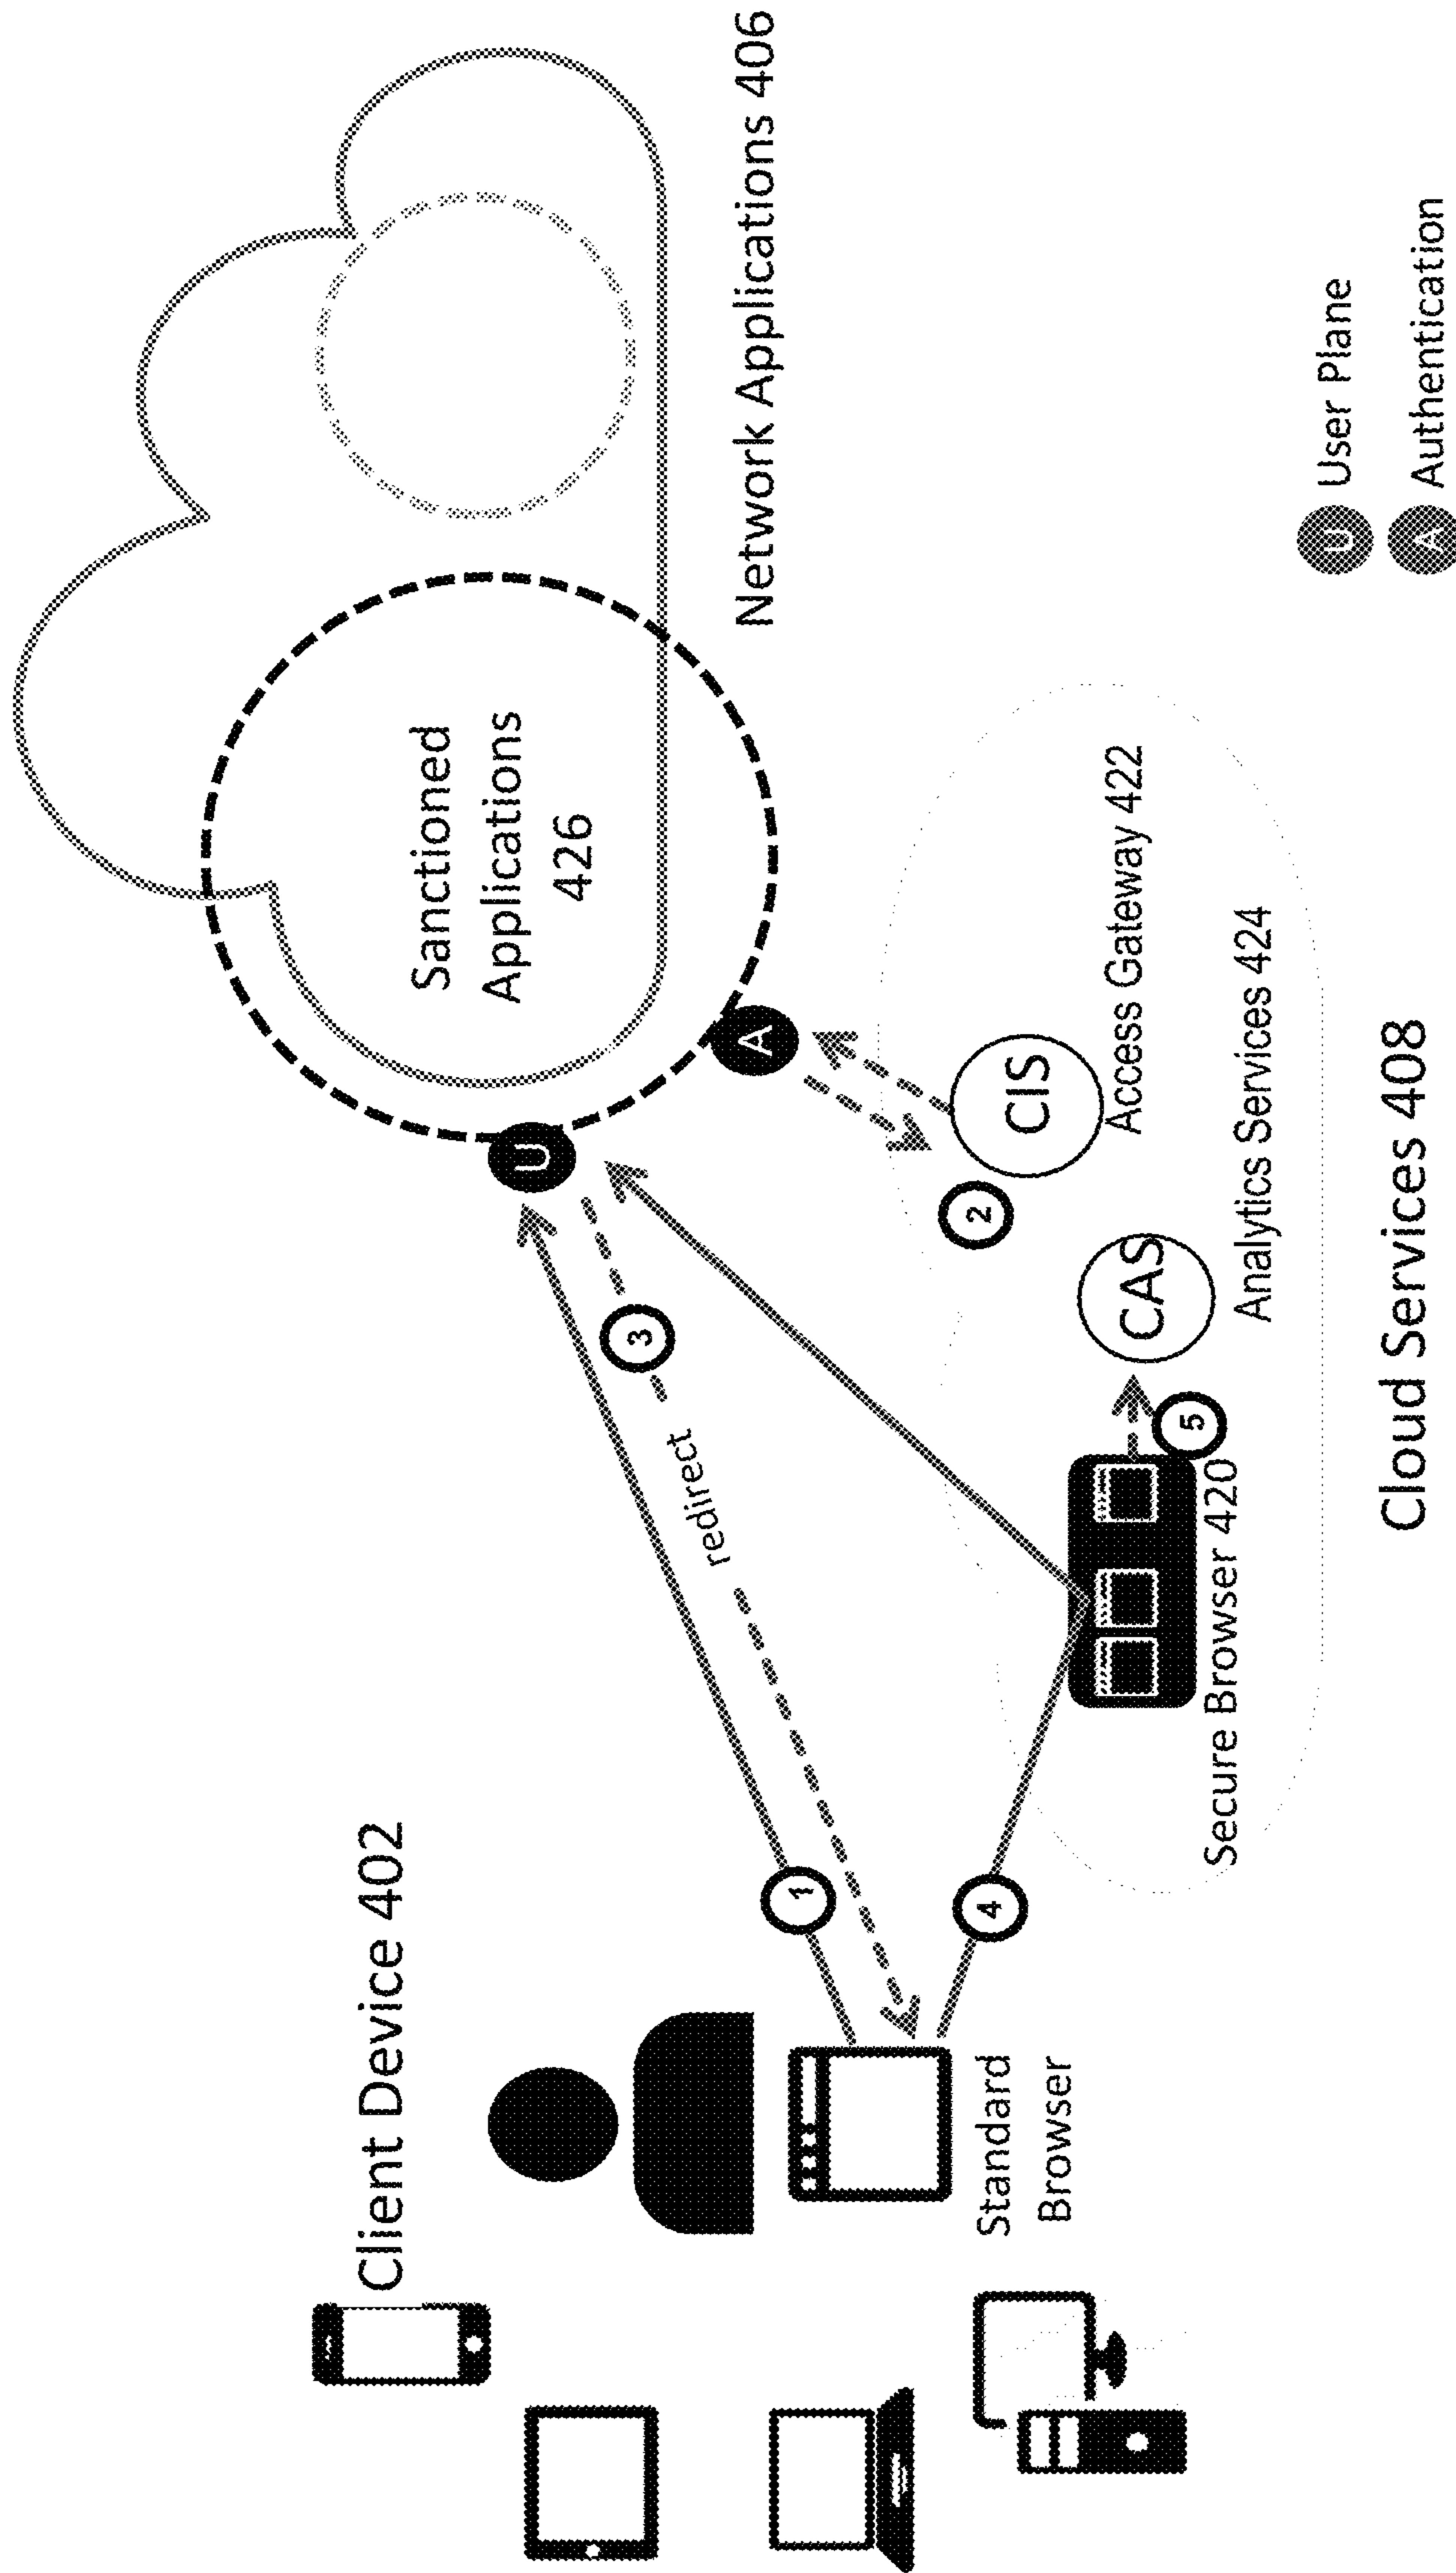 Client Device 402
Standard
Browser
1
redirect
3
4
U
Sanctioned
Applications
426
A
Network Applications 406
2
CIS
Access Gateway 422
CAS
Analytics Services 424
5
Secure Browser 420
Cloud Services 408
U User Plane
A Authentication